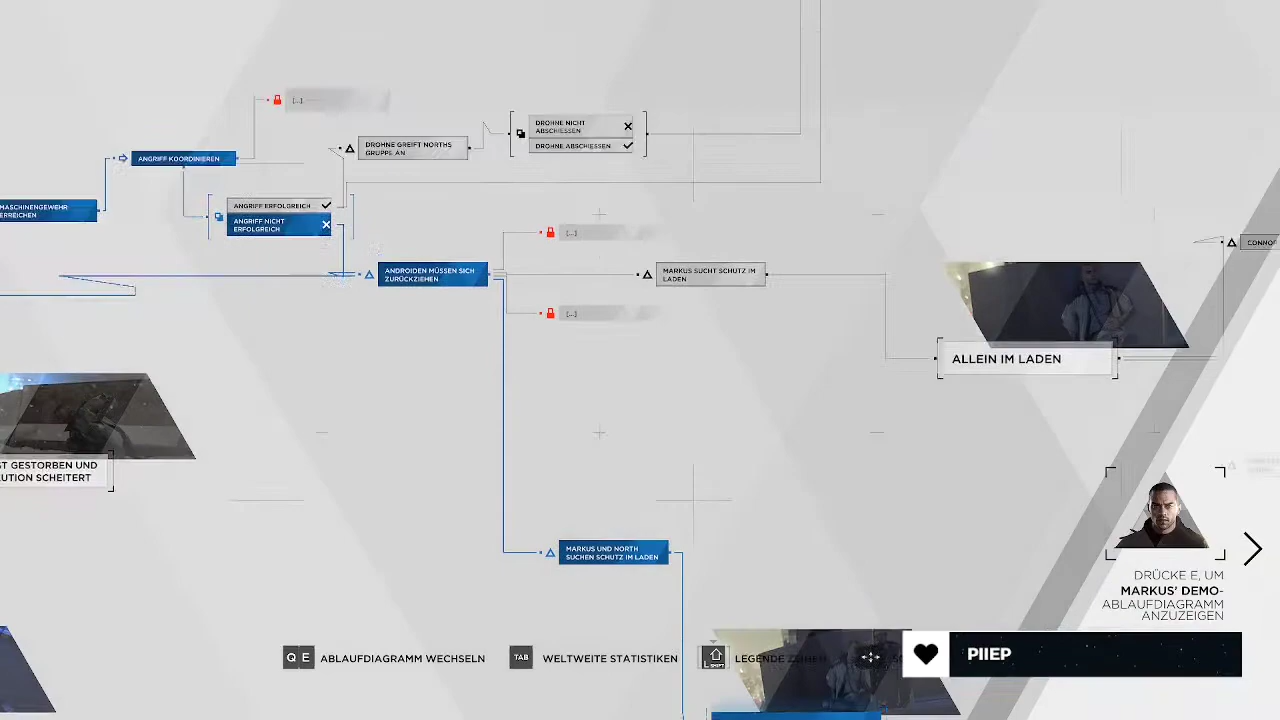 [...]
DROHNE NICHT
ABSCHIESSEN
DROHNE ABSCHIESSEN
DROHNE GREIFT NORTHS
GRUPPE AN
ANGRIFF KOORDINIEREN
MASCHINENGEWEHR
ERREICHEN
ANGRIFF ERFOLGREICH
ANGRIFF NICHT
ERFOLGREICH
[...]
ANDROIDEN MÜSSEN SICH
ZURÜCKZIEHEN
MARKUS SUCHT SCHUTZ IM
LADEN
[...]
CONNOR
ALLEIN IM LADEN
ST GESTORBEN UND
UTION SCHEITERT
MARKUS UND NORTH
SUCHEN SCHUTZ IM LADEN
DRÜCKE E, UM
MARKUS' DEMO-
ABLAUFDIAGRAMM
ANZUZEIGEN
Q E ABLAUFDIAGRAMM WECHSELN
TAB WELTWEITE STATISTIKEN
L. SHIFT LEGENDE ZEIGEN
PIIEP